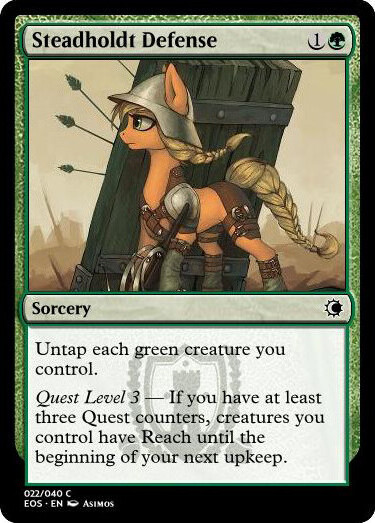 Steadholdt Defense 1
Sorcery
Untap each green creature you
control.
Quest Level 3 — If you have at least
three Quest counters, creatures you
control have Reach until the
beginning of your next upkeep.
022/040 C
EOS • EN Asimos